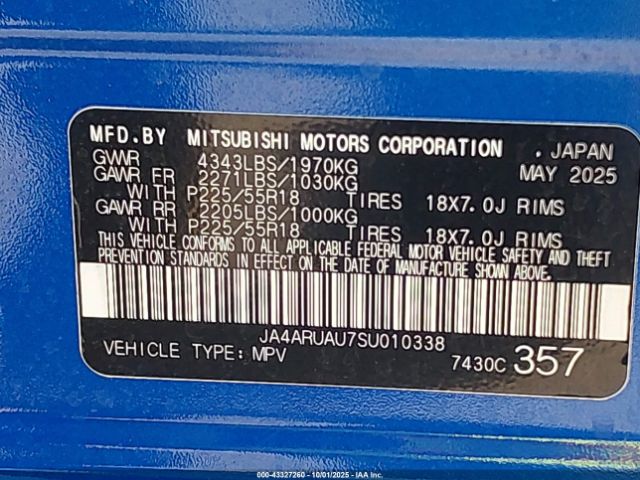 MFD.BY MITSUBISHI MOTORS CORPORATION . JAPAN
GVWR 4343LBS/1970KG MAY 2025
GAWR FR 2271LBS/1030KG
WITH P225/55R18 TIRES 18X7.0J RIMS
GAWR RR 2205LBS/1000KG
WITH P225/55R18 TIRES 18X7.0J RIMS
THIS VEHICLE CONFORMS TO ALL APPLICABLE FEDERAL MOTOR VEHICLE SAFETY AND THEFT
PREVENTION STANDARDS IN EFFECT ON THE DATE OF MANUFACTURE SHOWN ABOVE.
JA4ARUAU7SU010338
VEHICLE TYPE: MPV 7430C 357
000-43327260 - 10/01/2025 - IAA